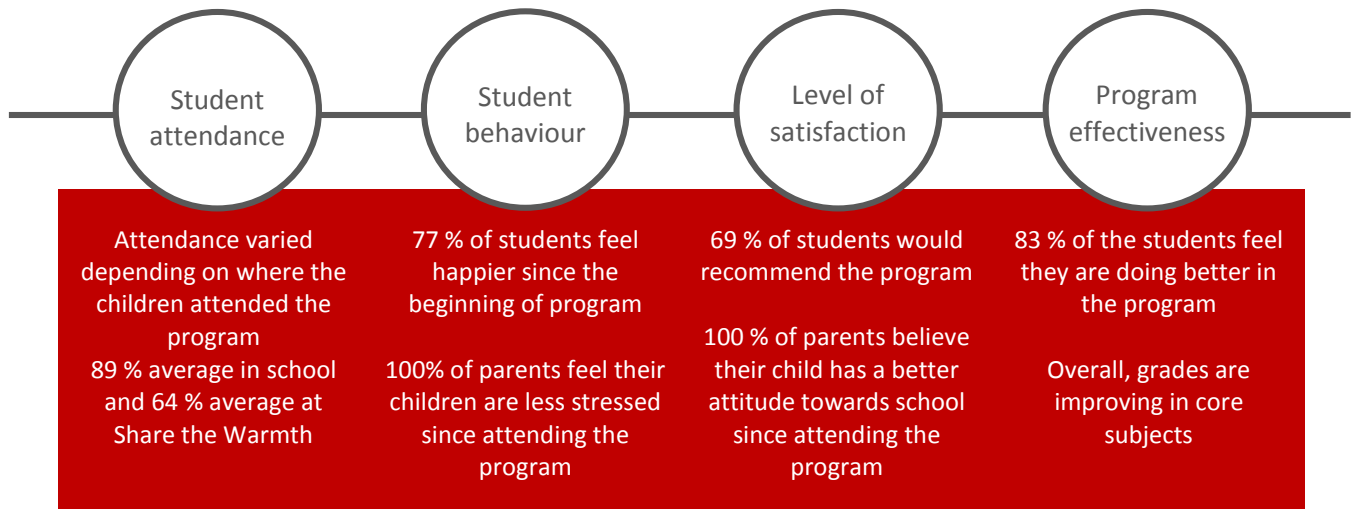 Student
attendance
Student
behaviour
Level of
satisfaction
Program
effectiveness
Attendance varied
depending on where the
children attended the
program
89 % average in school
and 64 % average at
Share the Warmth
77 % of students feel
happier since the
beginning of program
100% of parents feel their
children are less stressed
since attending the
program
69 % of students would
recommend the program
100 % of parents believe
their child has a better
attitude towards school
since attending the
program
83 % of the students feel
they are doing better in
the program
Overall, grades are
improving in core
subjects